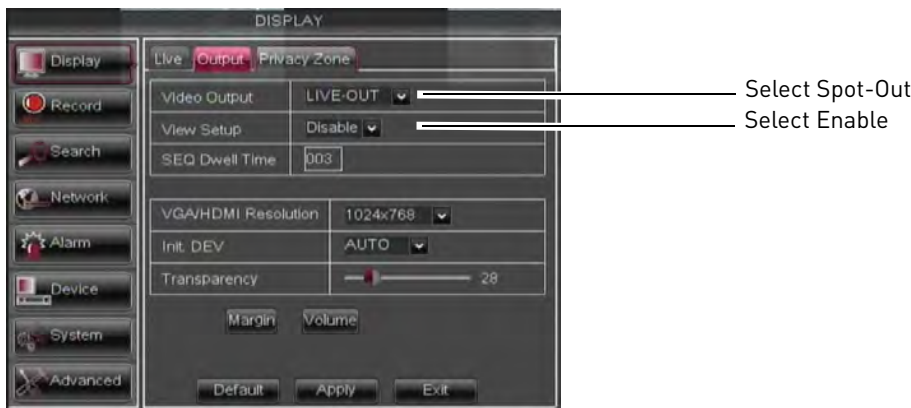 DISPLAY
Display
Record
Search
Network
Alarm
Device
System
Advanced
Live Output Privacy Zone
Video Output LIVE-OUT
View Setup Disable
SEQ Dwell Time 003
VGA/HDMI Resolution 1024x768
Init. DEV AUTO
Transparency 28
Margin Volume
Default Apply Exit
Select Spot-Out
Select Enable